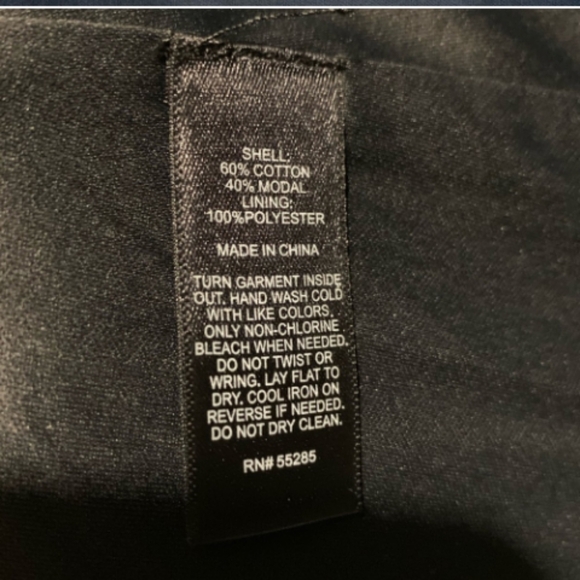 SHELL:
60% COTTON
40% MODAL
LINING:
100%POLYESTER
MADE IN CHINA
TURN GARMENT INSIDE
OUT. HAND WASH COLD
WITH LIKE COLORS.
ONLY NON-CHLORINE
BLEACH WHEN NEEDED.
DO NOT TWIST OR
WRING. LAY FLAT TO
DRY. COOL IRON ON
REVERSE IF NEEDED.
DO NOT DRY CLEAN.
RN# 55285